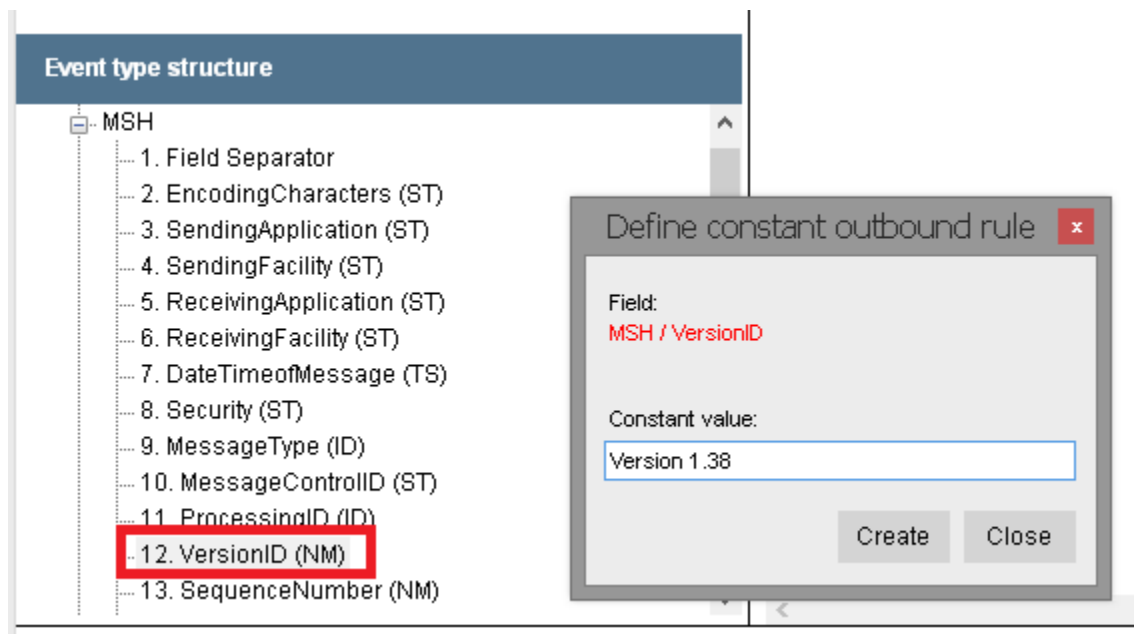 Event type structure
MSH
1. Field Separator
2. EncodingCharacters (ST)
3. SendingApplication (ST)
4. SendingFacility (ST)
5. ReceivingApplication (ST)
6. ReceivingFacility (ST)
7. DateTimeofMessage (TS)
8. Security (ST)
9. MessageType (ID)
10. MessageControlID (ST)
11. ProcessingID (ID)
12. VersionID (NM)
13. SequenceNumber (NM)
Define constant outbound rule
x
Field:
MSH / VersionID
Constant value:
Version 1.38
Create Close